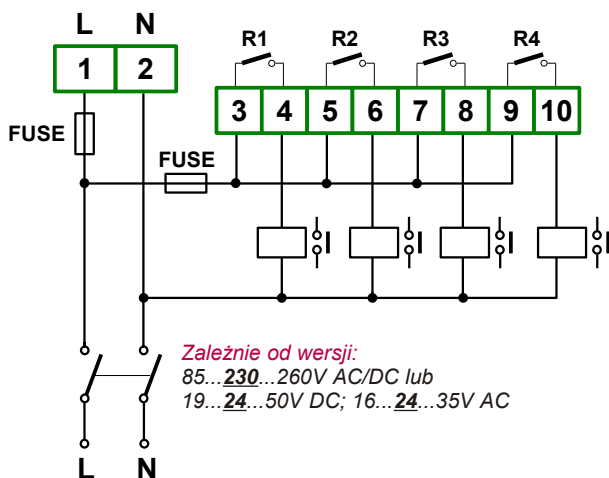 L N
R1 R2 R3 R4
1 2
3 4 5 6 7 8 9 10
FUSE
FUSE
Zależnie od wersji:
85...230...260V AC/DC lub
19...24...50V DC; 16...24...35V AC
L N